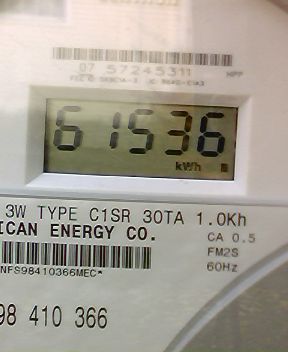 07 57245311 HPP
61536
kWh
3W TYPE C1SR 30TA 1.0Kh
ICAN ENERGY CO.
CA 0.5
FM2S
60Hz
NFS98410366MEC*
98 410 366